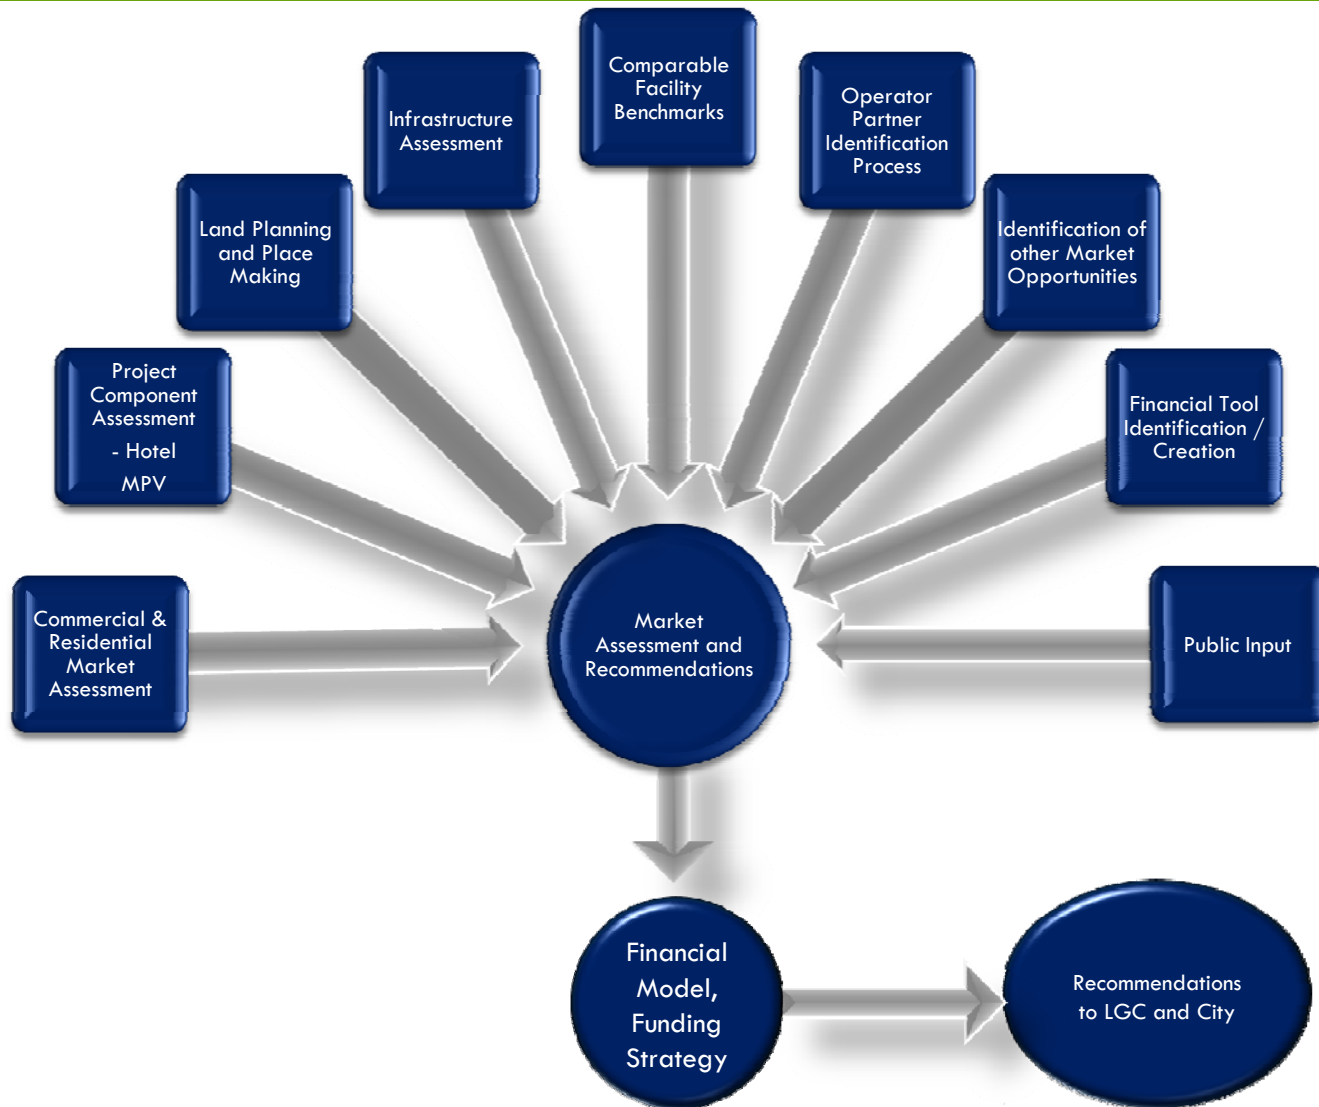 Comparable
Facility
Benchmarks
Infrastructure
Assessment
Operator
Partner
Identification
Process
Land Planning
and Place
Making
Identification of
other Market
Opportunities
Project
Component
Assessment
- Hotel
MPV
Financial Tool
Identification /
Creation
Commercial &
Residential
Market
Assessment
Market
Assessment and
Recommendations
Public Input
Financial
Model,
Funding
Strategy
Recommendations
to LGC and City